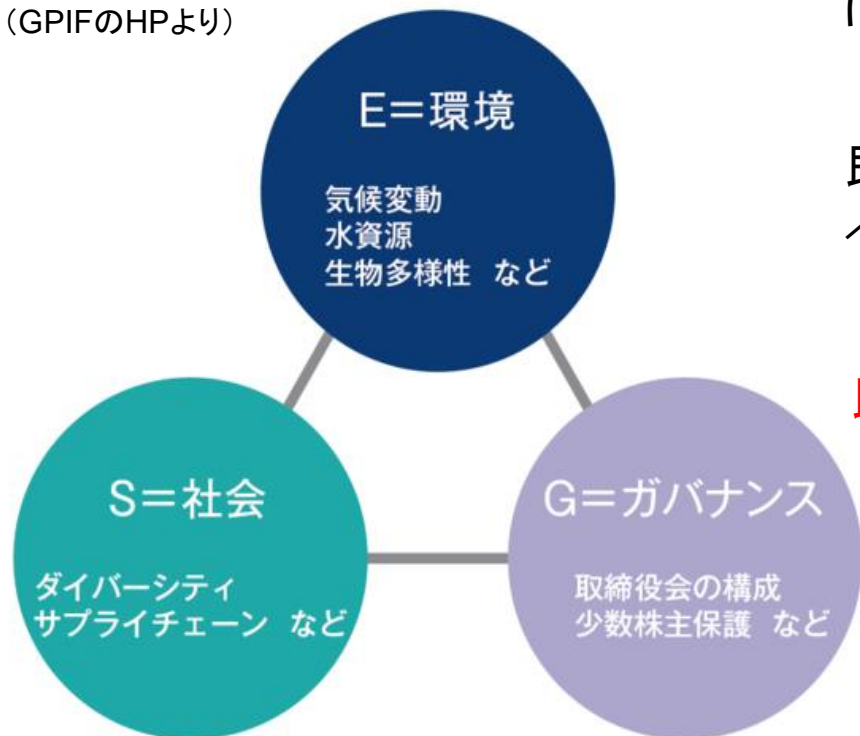 （GPIFのHPより）
E＝環境
気候変動
水資源
生物多様性 など
S＝社会
ダイバーシティ
サプライチェーン など
G＝ガバナンス
取締役会の構成
少数株主保護 など